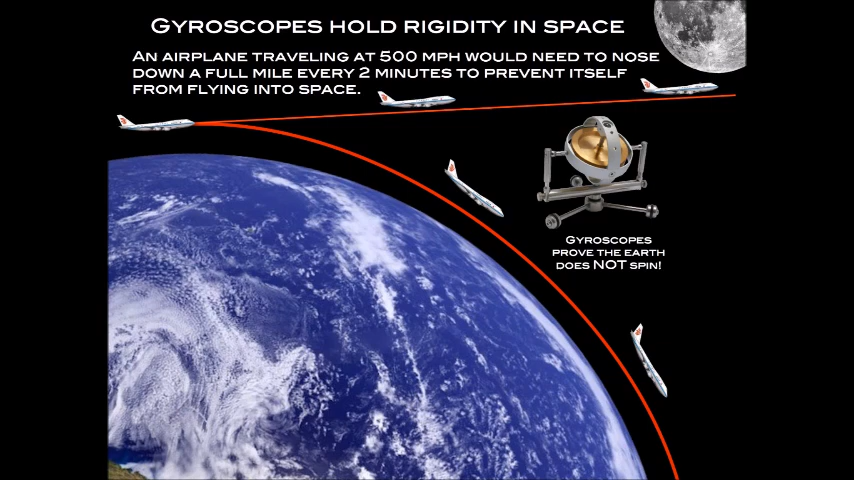 Gyroscopes hold rigidity in space
An airplane traveling at 500 mph would need to nose
down a full mile every 2 minutes to prevent itself
from flying into space.
Gyroscopes
prove the earth
does NOT spin!